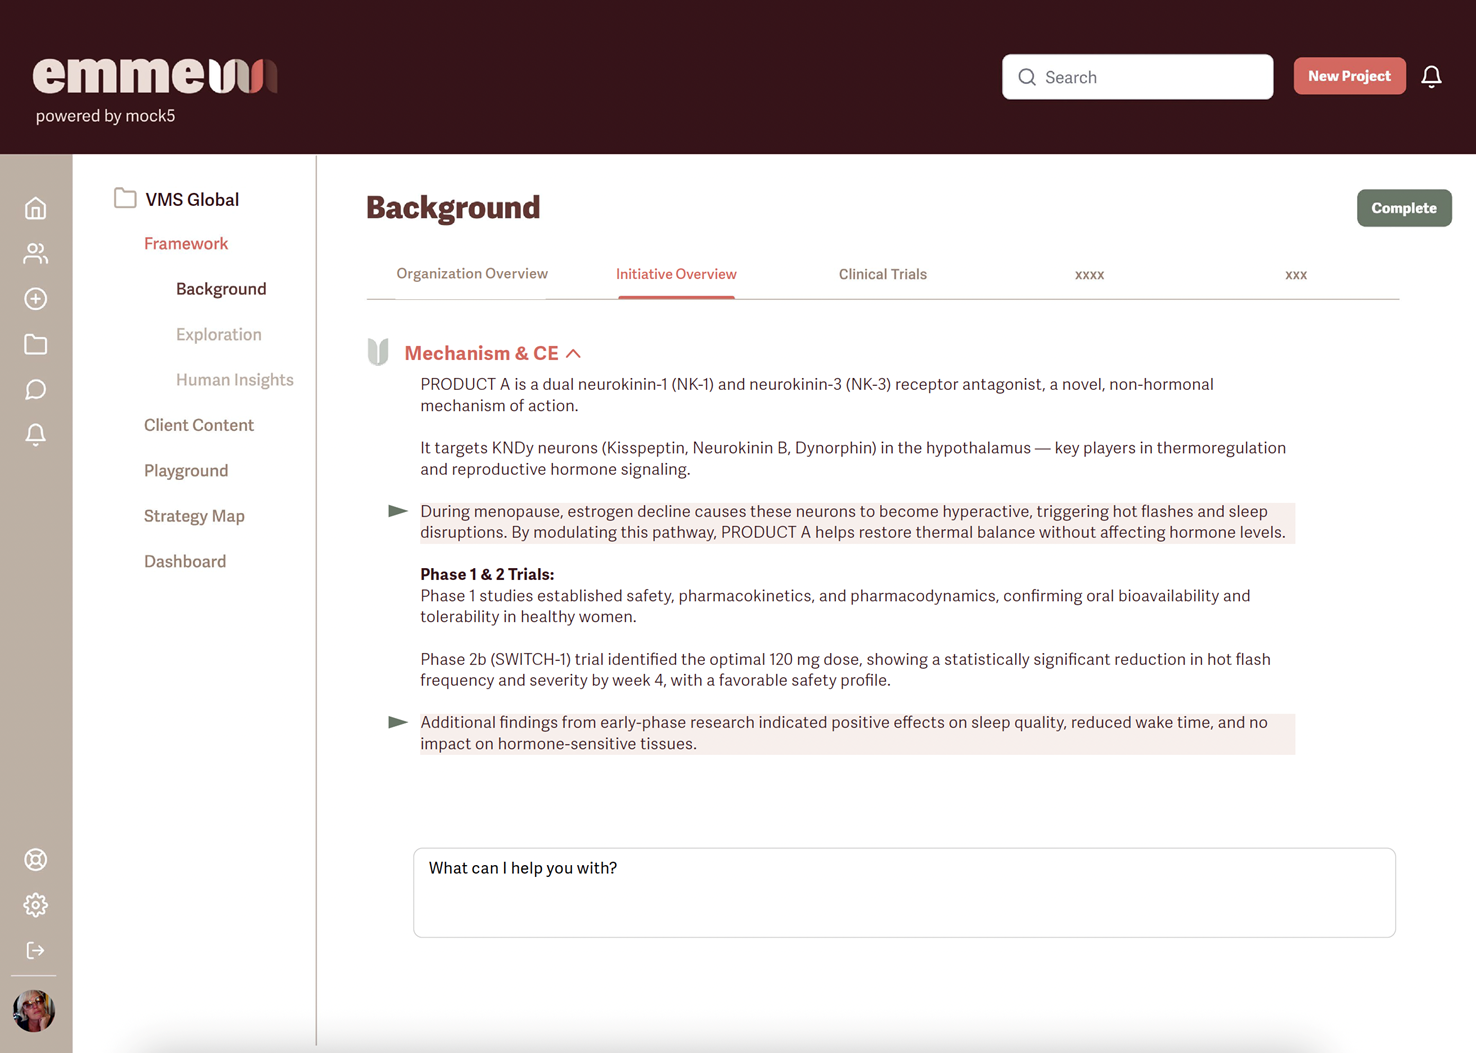 emme
powered by mock5
Search
New Project
VMS Global
Framework
Background
Exploration
Human Insights
Client Content
Playground
Strategy Map
Dashboard
Background
Complete
Organization Overview
Initiative Overview
Clinical Trials
xxxx
xxx
Mechanism & CE
PRODUCT A is a dual neurokinin-1 (NK-1) and neurokinin-3 (NK-3) receptor antagonist, a novel, non-hormonal
mechanism of action.
It targets KNDy neurons (Kisspeptin, Neurokinin B, Dynorphin) in the hypothalamus — key players in thermoregulation
and reproductive hormone signaling.
During menopause, estrogen decline causes these neurons to become hyperactive, triggering hot flashes and sleep
disruptions. By modulating this pathway, PRODUCT A helps restore thermal balance without affecting hormone levels.
Phase 1 & 2 Trials:
Phase 1 studies established safety, pharmacokinetics, and pharmacodynamics, confirming oral bioavailability and
tolerability in healthy women.
Phase 2b (SWITCH-1) trial identified the optimal 120 mg dose, showing a statistically significant reduction in hot flash
frequency and severity by week 4, with a favorable safety profile.
Additional findings from early-phase research indicated positive effects on sleep quality, reduced wake time, and no
impact on hormone-sensitive tissues.
What can I help you with?